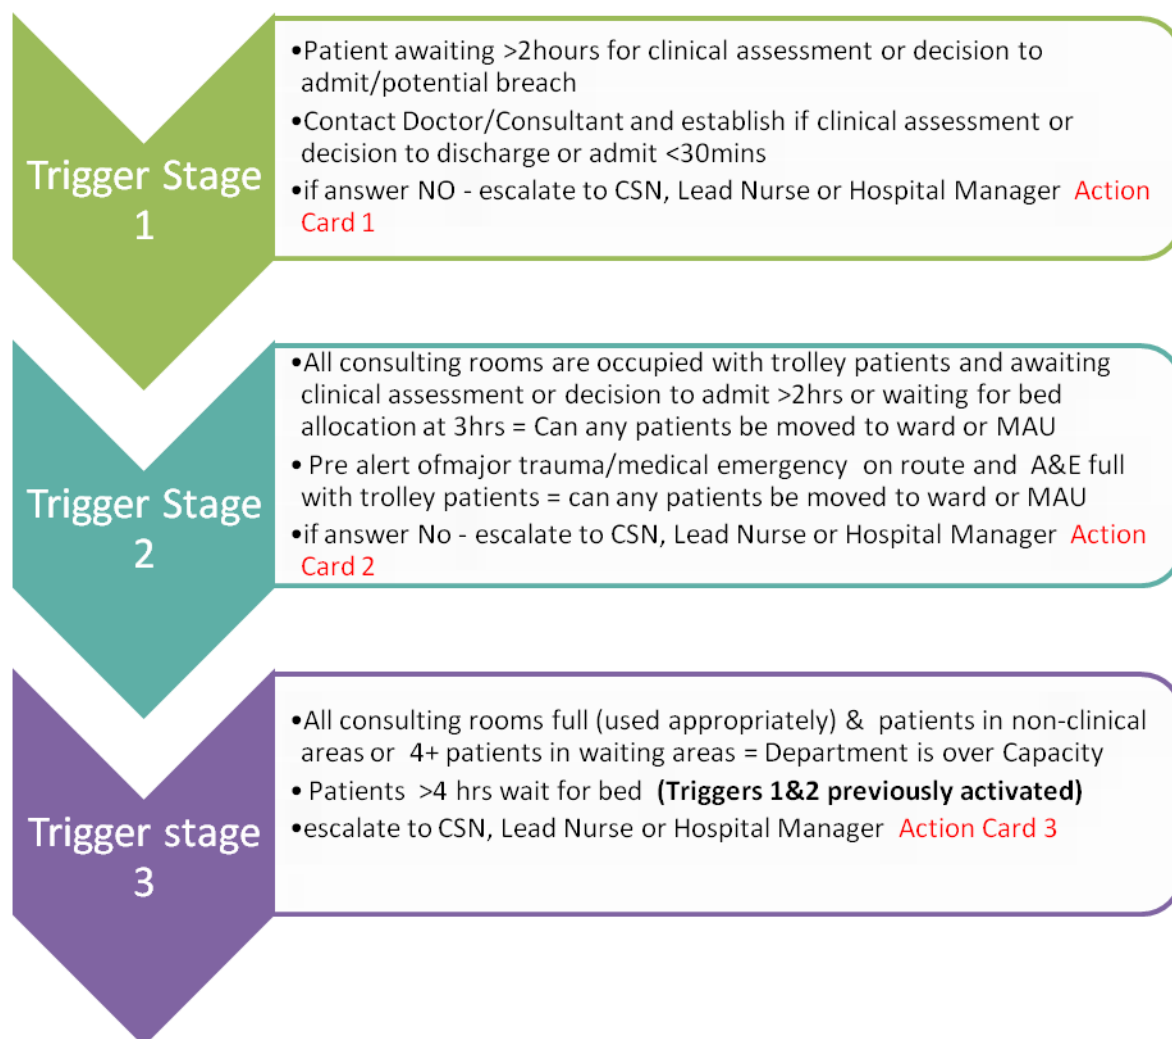 Trigger Stage
1
•Patient awaiting >2hours for clinical assessment or decision to
admit/potential breach
•Contact Doctor/Consultant and establish if clinical assessment or
decision to discharge or admit <30mins
•if answer NO - escalate to CSN, Lead Nurse or Hospital Manager Action
Card 1
Trigger Stage
2
•All consulting rooms are occupied with trolley patients and awaiting
clinical assessment or decision to admit >2hrs or waiting for bed
allocation at 3hrs = Can any patients be moved to ward or MAU
• Pre alert ofmajor trauma/medical emergency on route and A&E full
with trolley patients = can any patients be moved to ward or MAU
•if answer No - escalate to CSN, Lead Nurse or Hospital Manager Action
Card 2
Trigger stage
3
•All consulting rooms full (used appropriately) & patients in non-clinical
areas or 4+ patients in waiting areas = Department is over Capacity
• Patients >4 hrs wait for bed (Triggers 1&2 previously activated)
•escalate to CSN, Lead Nurse or Hospital Manager Action Card 3